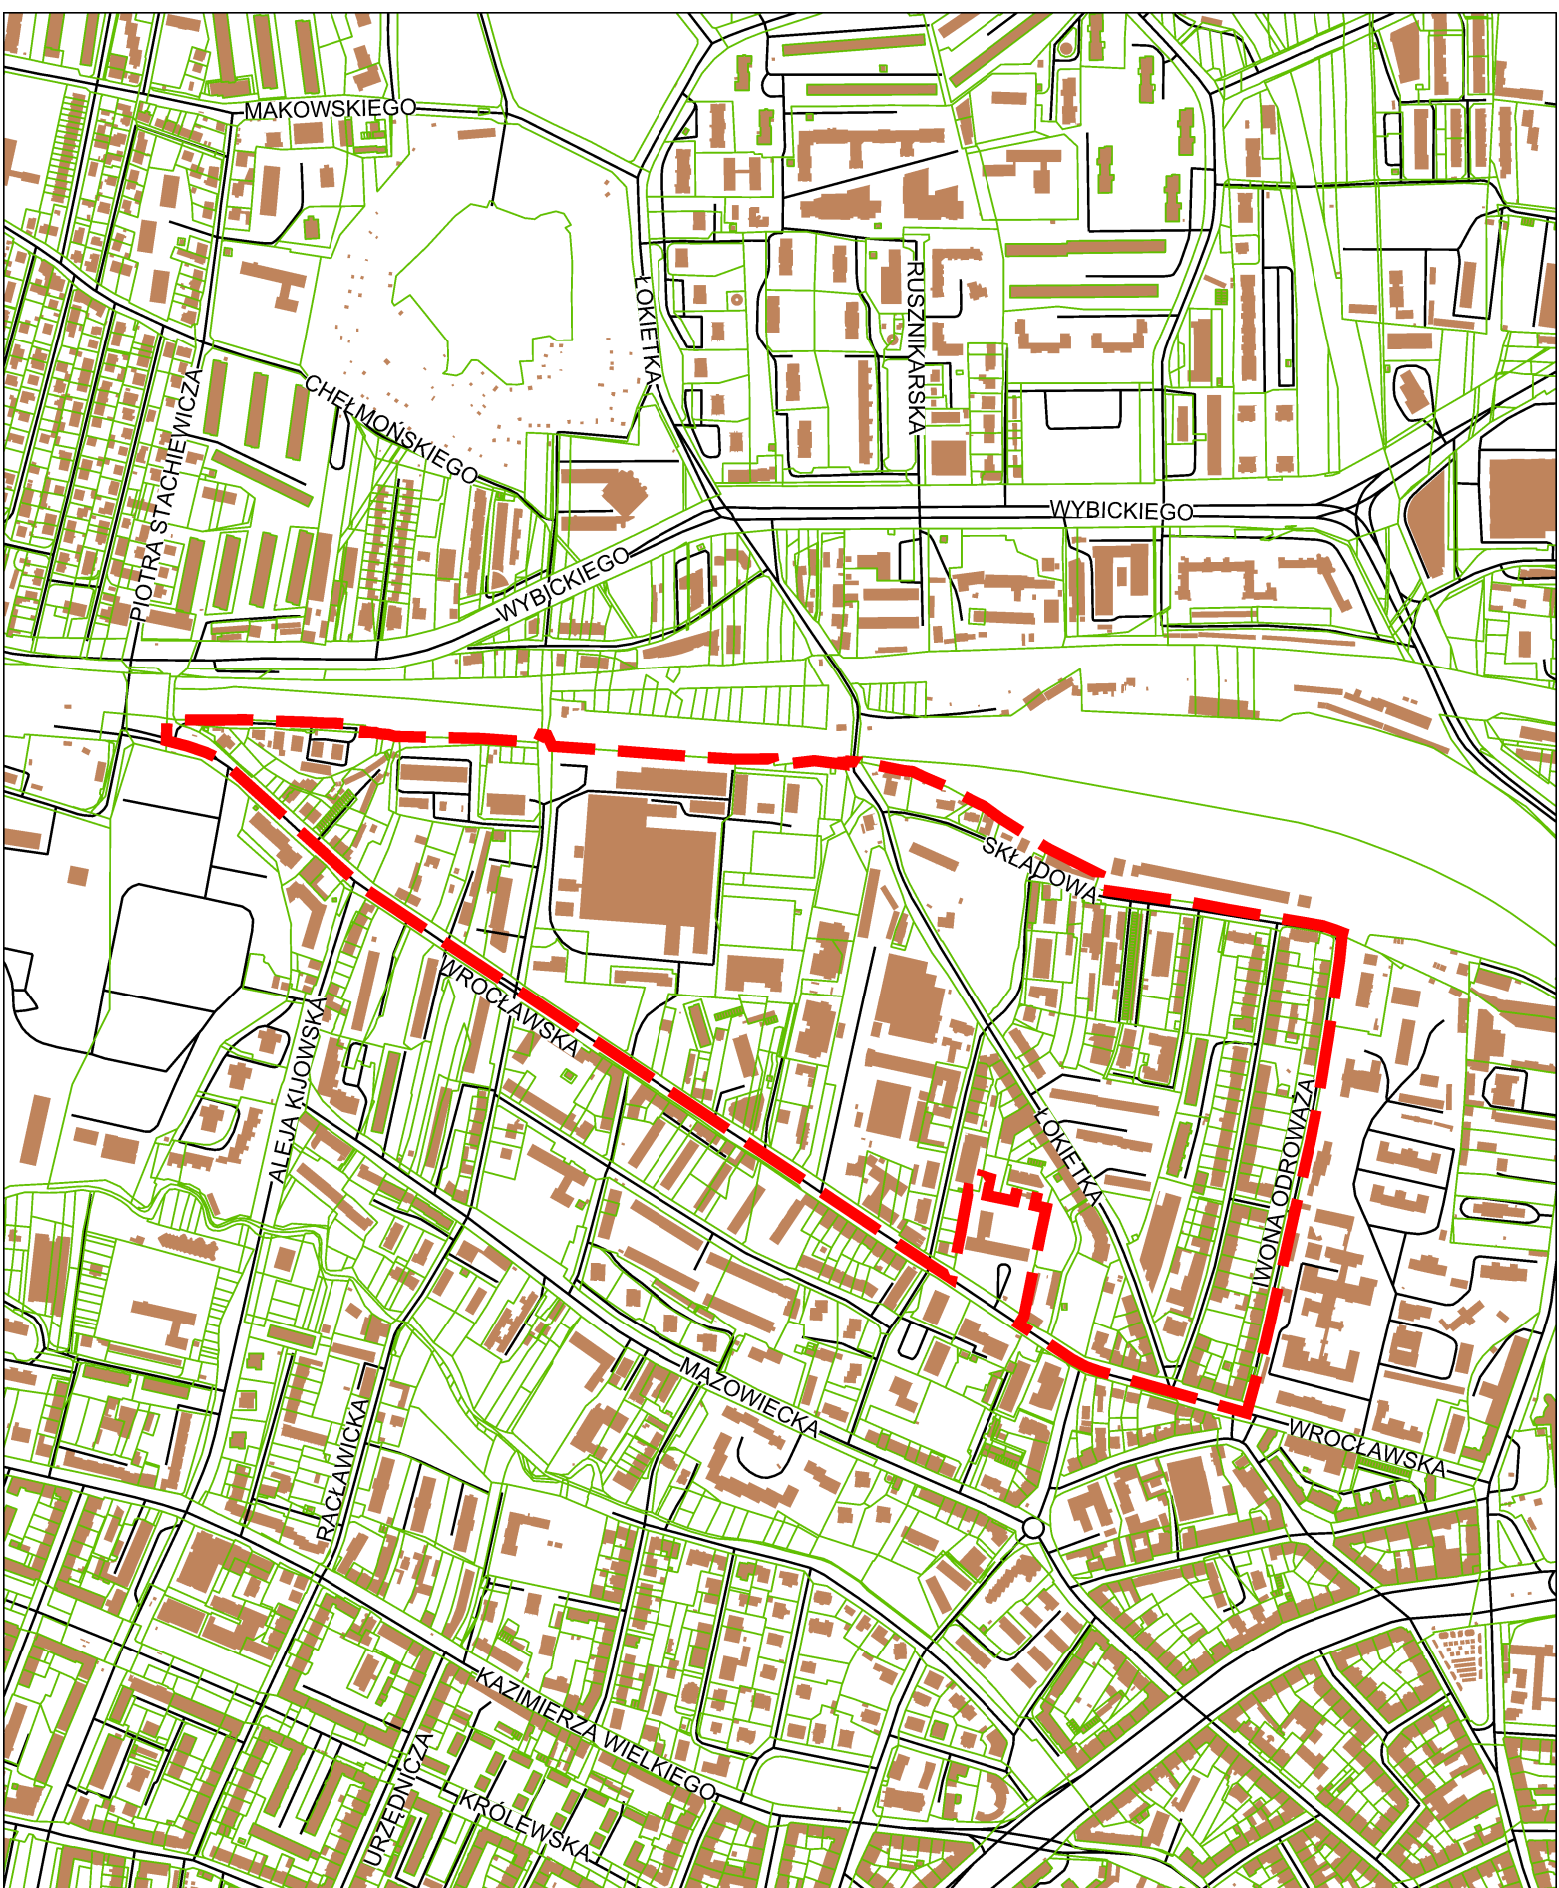 MAKOWSKIEGO
ŁOKIETKA
RUSZNIKARSKA
CHEŁMOŃSKIEGO
PIOTRA STACHIEWICZA
WYBICKIEGO
WYBICKIEGO
SKŁADOWA
WROCŁAWSKA
ALEJA KIJOWSKA
ŁOKIETKA
IWONA ODROWĄŻA
MAZOWIECKA
RACŁAWICKA
WROCŁAWSKA
KAZIMIERZA WIELKIEGO
URZĘDNICZA
KRÓLEWSKA